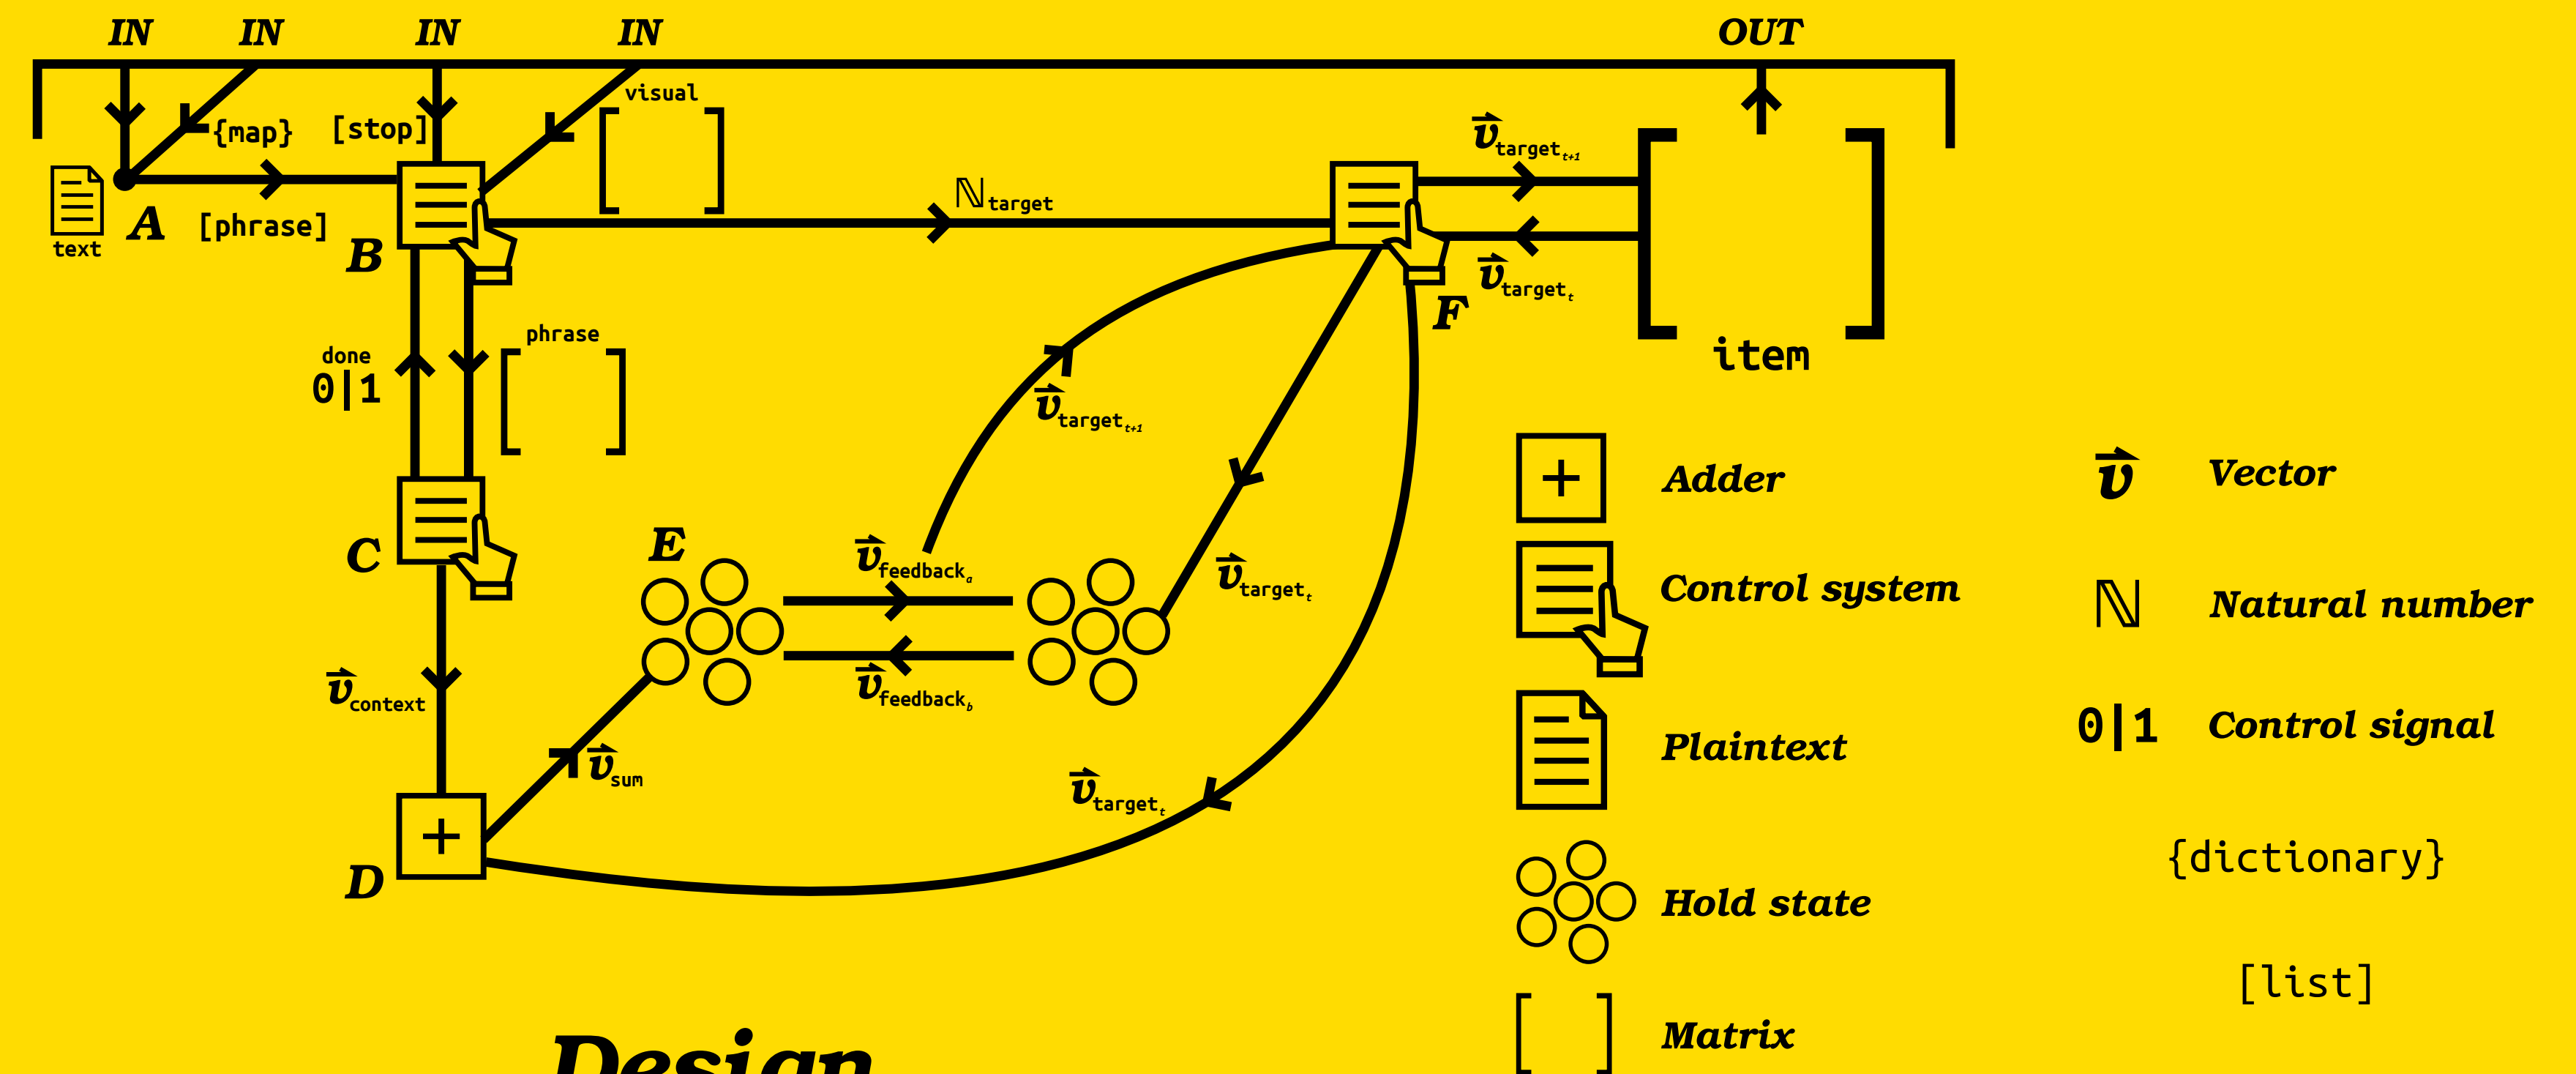 IN IN IN IN OUT
visual
{map} [stop]
v target t+1
A [phrase]
text
B
ℕ target
v target t
F
item
phrase
done
0|1
v target t+1
C
E
v feedback a
v target t
v feedback b
v context
v sum
v target t
D
+
+ Adder
Control system
Plaintext
Hold state
[ ] Matrix
v Vector
ℕ Natural number
0|1 Control signal
{dictionary}
[list]
Design